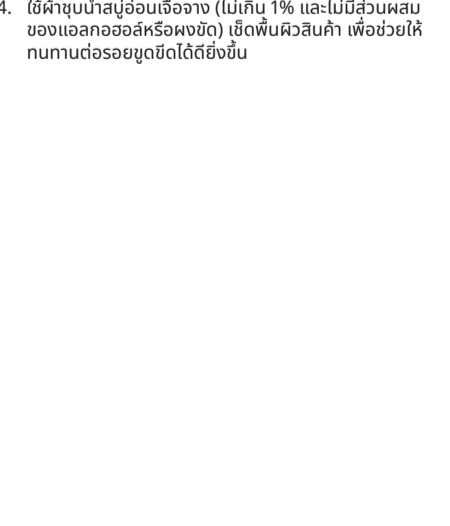 4. ใช้ผ้าชุบน้ำสบู่อ่อนเจือจาง (ไม่เกิน 1% และไม่มีส่วนผสม
ของแอลกอฮอล์หรือผงขัด) เช็ดพื้นผิวสินค้า เพื่อช่วยให้
ทนทานต่อรอยขูดขีดได้ดียิ่งขึ้น